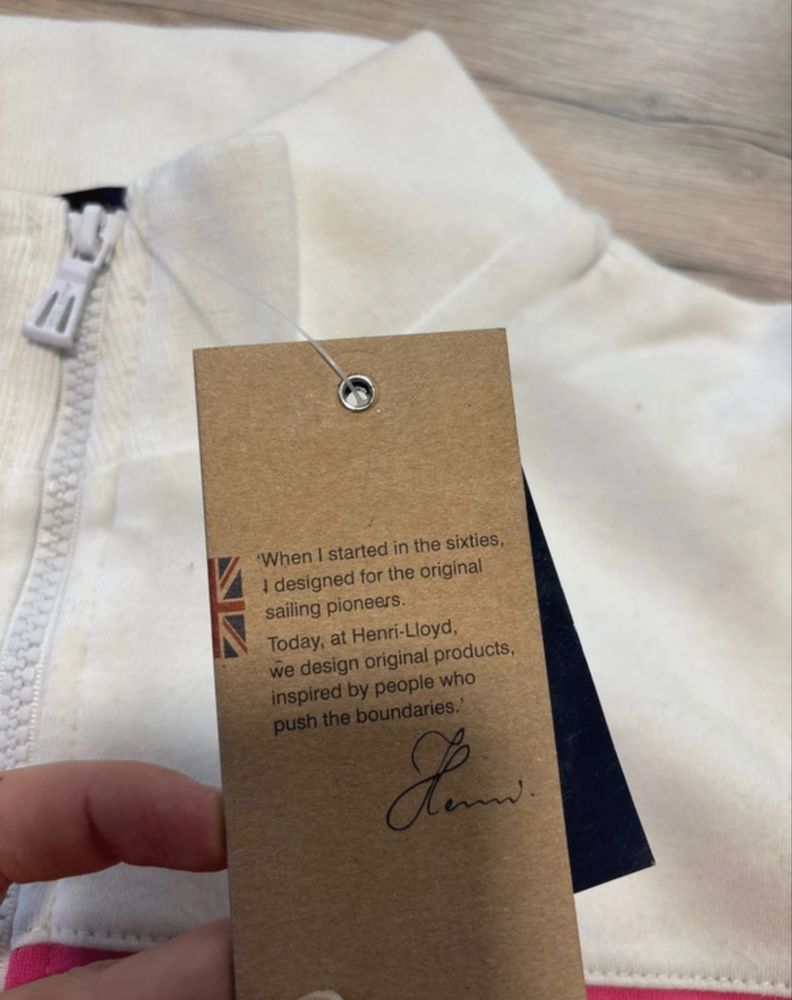 'When I started in the sixties,
I designed for the original
sailing pioneers.
Today, at Henri-Lloyd,
we design original products,
inspired by people who
push the boundaries.'
Henri.